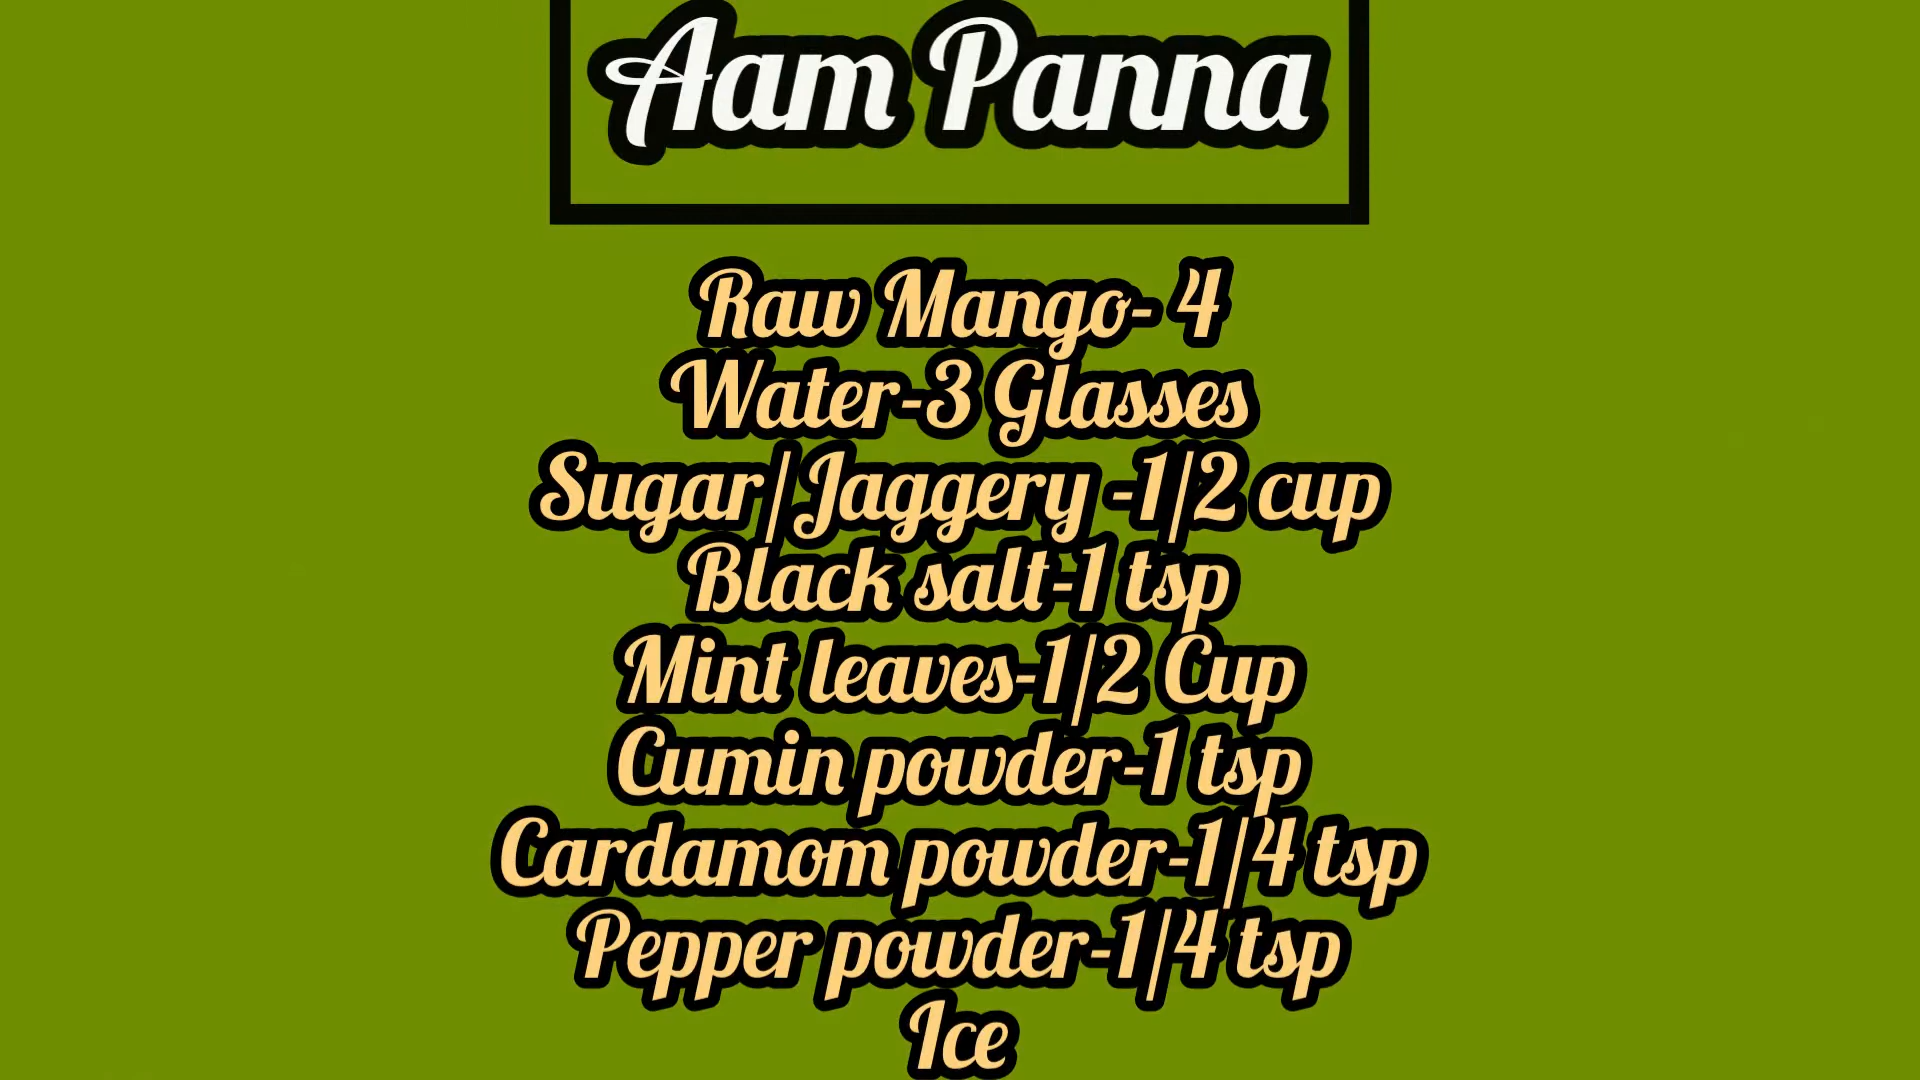 Aam Panna
Raw Mango- 4
Water-3 Glasses
Sugar/Jaggery -1/2 cup
Black salt-1 tsp
Mint leaves-1/2 Cup
Cumin powder-1 tsp
Cardamom powder-1/4 tsp
Pepper powder-1/4 tsp
Ice